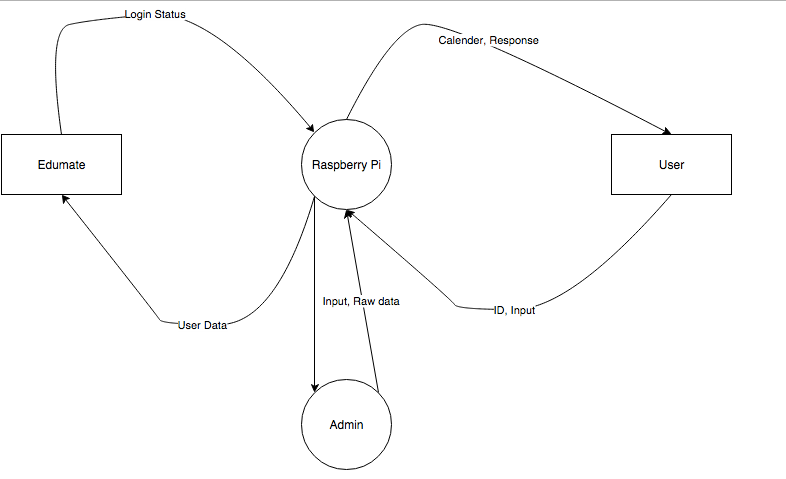 Login Status
Calender, Response
Edumate
Raspberry Pi
User
Input, Raw data
ID, Input
User Data
Admin